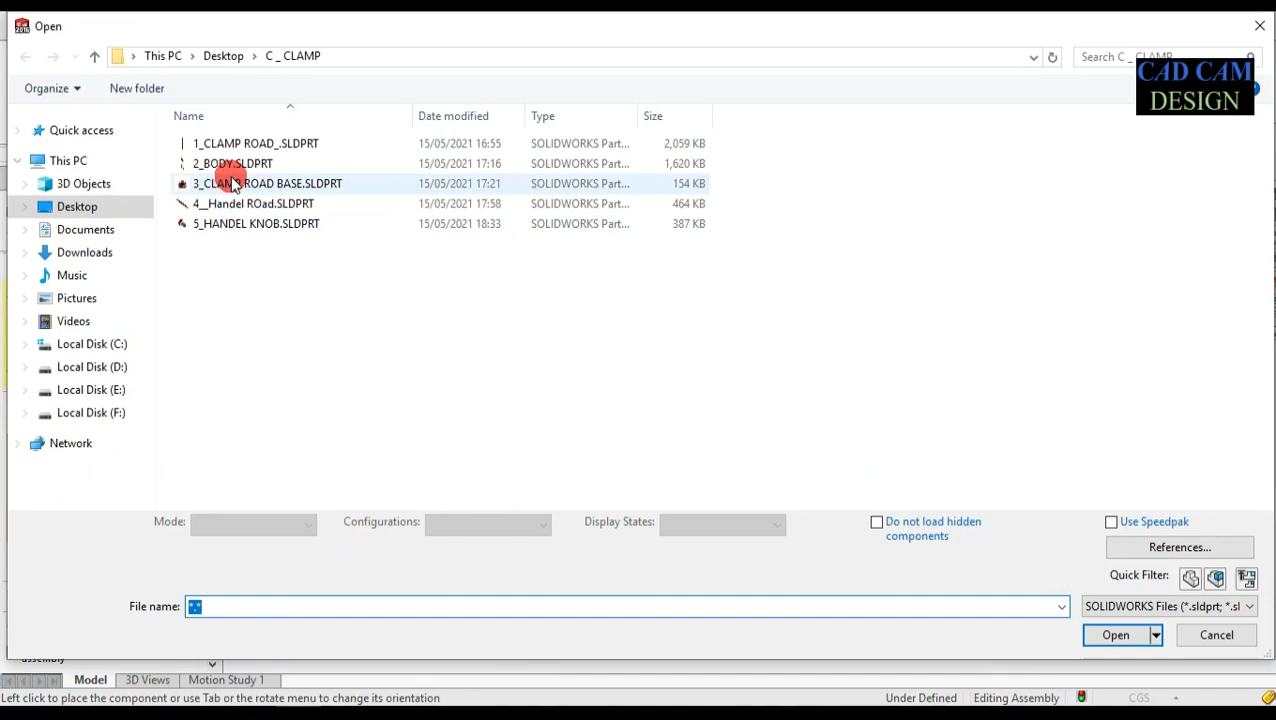 Open
This PC > Desktop > C _ CLAMP
Search C _ CLAMP
CAD CAM
DESIGN
Organize
New folder
Name
Date modified
Type
Size
1_CLAMP ROAD_.SLDPRT 15/05/2021 16:55 SOLIDWORKS Part... 2,059 KB
2_BODY.SLDPRT 15/05/2021 17:16 SOLIDWORKS Part... 1,620 KB
3_CLAMP ROAD BASE.SLDPRT 15/05/2021 17:21 SOLIDWORKS Part... 154 KB
4__Handel ROad.SLDPRT 15/05/2021 17:58 SOLIDWORKS Part... 464 KB
5_HANDEL KNOB.SLDPRT 15/05/2021 18:33 SOLIDWORKS Part... 387 KB
Quick access
This PC
3D Objects
Desktop
Documents
Downloads
Music
Pictures
Videos
Local Disk (C:)
Local Disk (D:)
Local Disk (E:)
Local Disk (F:)
Network
Mode:
Configurations:
Display States:
Do not load hidden
components
Use Speedpak
References...
Quick Filter:
File name: *.*
SOLIDWORKS Files (*.sldprt; *.sl
Open
Cancel
assembly
Model
3D Views
Motion Study 1
Left click to place the component or use Tab or the rotate menu to change its orientation
Under Defined
Editing Assembly
CGS